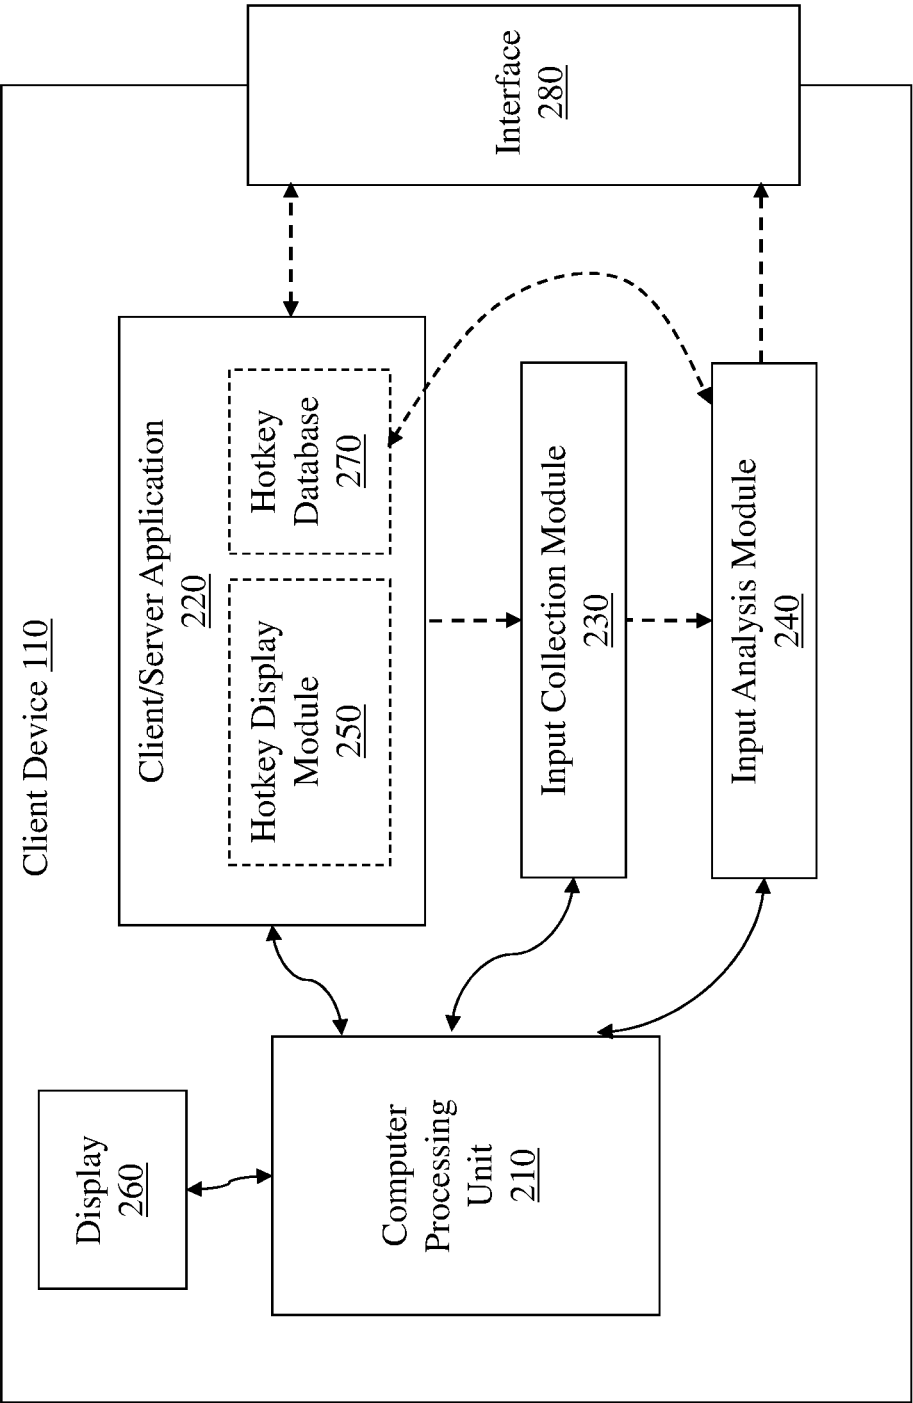 Client Device 110
Display
260
Computer
Processing
Unit
210
Client/Server Application
220
Hotkey Display
Module
250
Hotkey
Database
270
Input Collection Module
230
Input Analysis Module
240
Interface
280